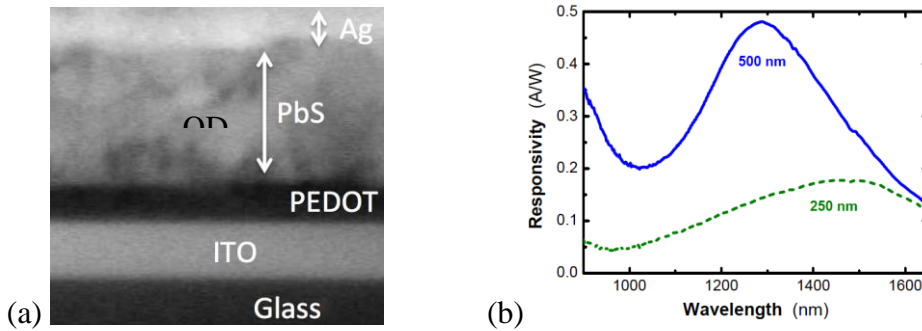 Ag
PbS
PEDOT
ITO
Glass
(a)
0.5
0.4
0.3
0.2
0.1
0.0
Responsivity (A/W)
500 nm
250 nm
1000 1200 1400 1600
Wavelength (nm)
(b)